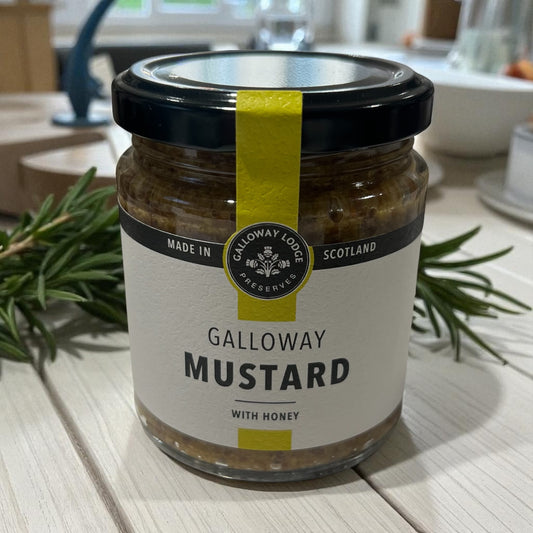 MADE IN
GALLOWAY LODGE
PRESERVES
SCOTLAND
GALLOWAY
MUSTARD
WITH HONEY